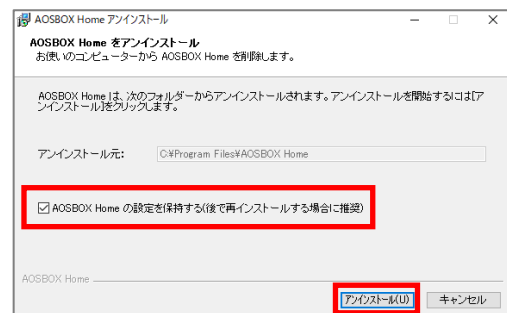 AOSBOX Home アンインストール
AOSBOX Home をアンインストール
お使いのコンピューターから AOSBOX Home を削除します。
AOSBOX Home は、次のフォルダーからアンインストールされます。アンインストールを開始するには[ア
ンインストール]をクリックします。
アンインストール元: C:¥Program Files¥AOSBOX Home
AOSBOX Home の設定を保持する(後で再インストールする場合に推奨)
AOSBOX Home
アンインストール(U) キャンセル